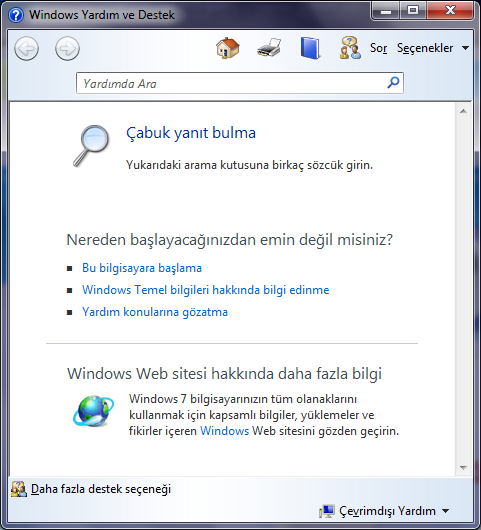 Windows Yardım ve Destek
Sor Seçenekler
Yardımda Ara
Çabuk yanıt bulma
Yukarıdaki arama kutusuna birkaç sözcük girin.
Nereden başlayacağınızdan emin değil misiniz?
Bu bilgisayara başlama
Windows Temel bilgileri hakkında bilgi edinme
Yardım konularına gözatma
Windows Web sitesi hakkında daha fazla bilgi
Windows 7 bilgisayarınızın tüm olanaklarını
kullanmak için kapsamlı bilgiler, yüklemeler ve
fikirler içeren Windows Web sitesini gözden geçirin.
Daha fazla destek seçeneği
Çevrimdışı Yardım